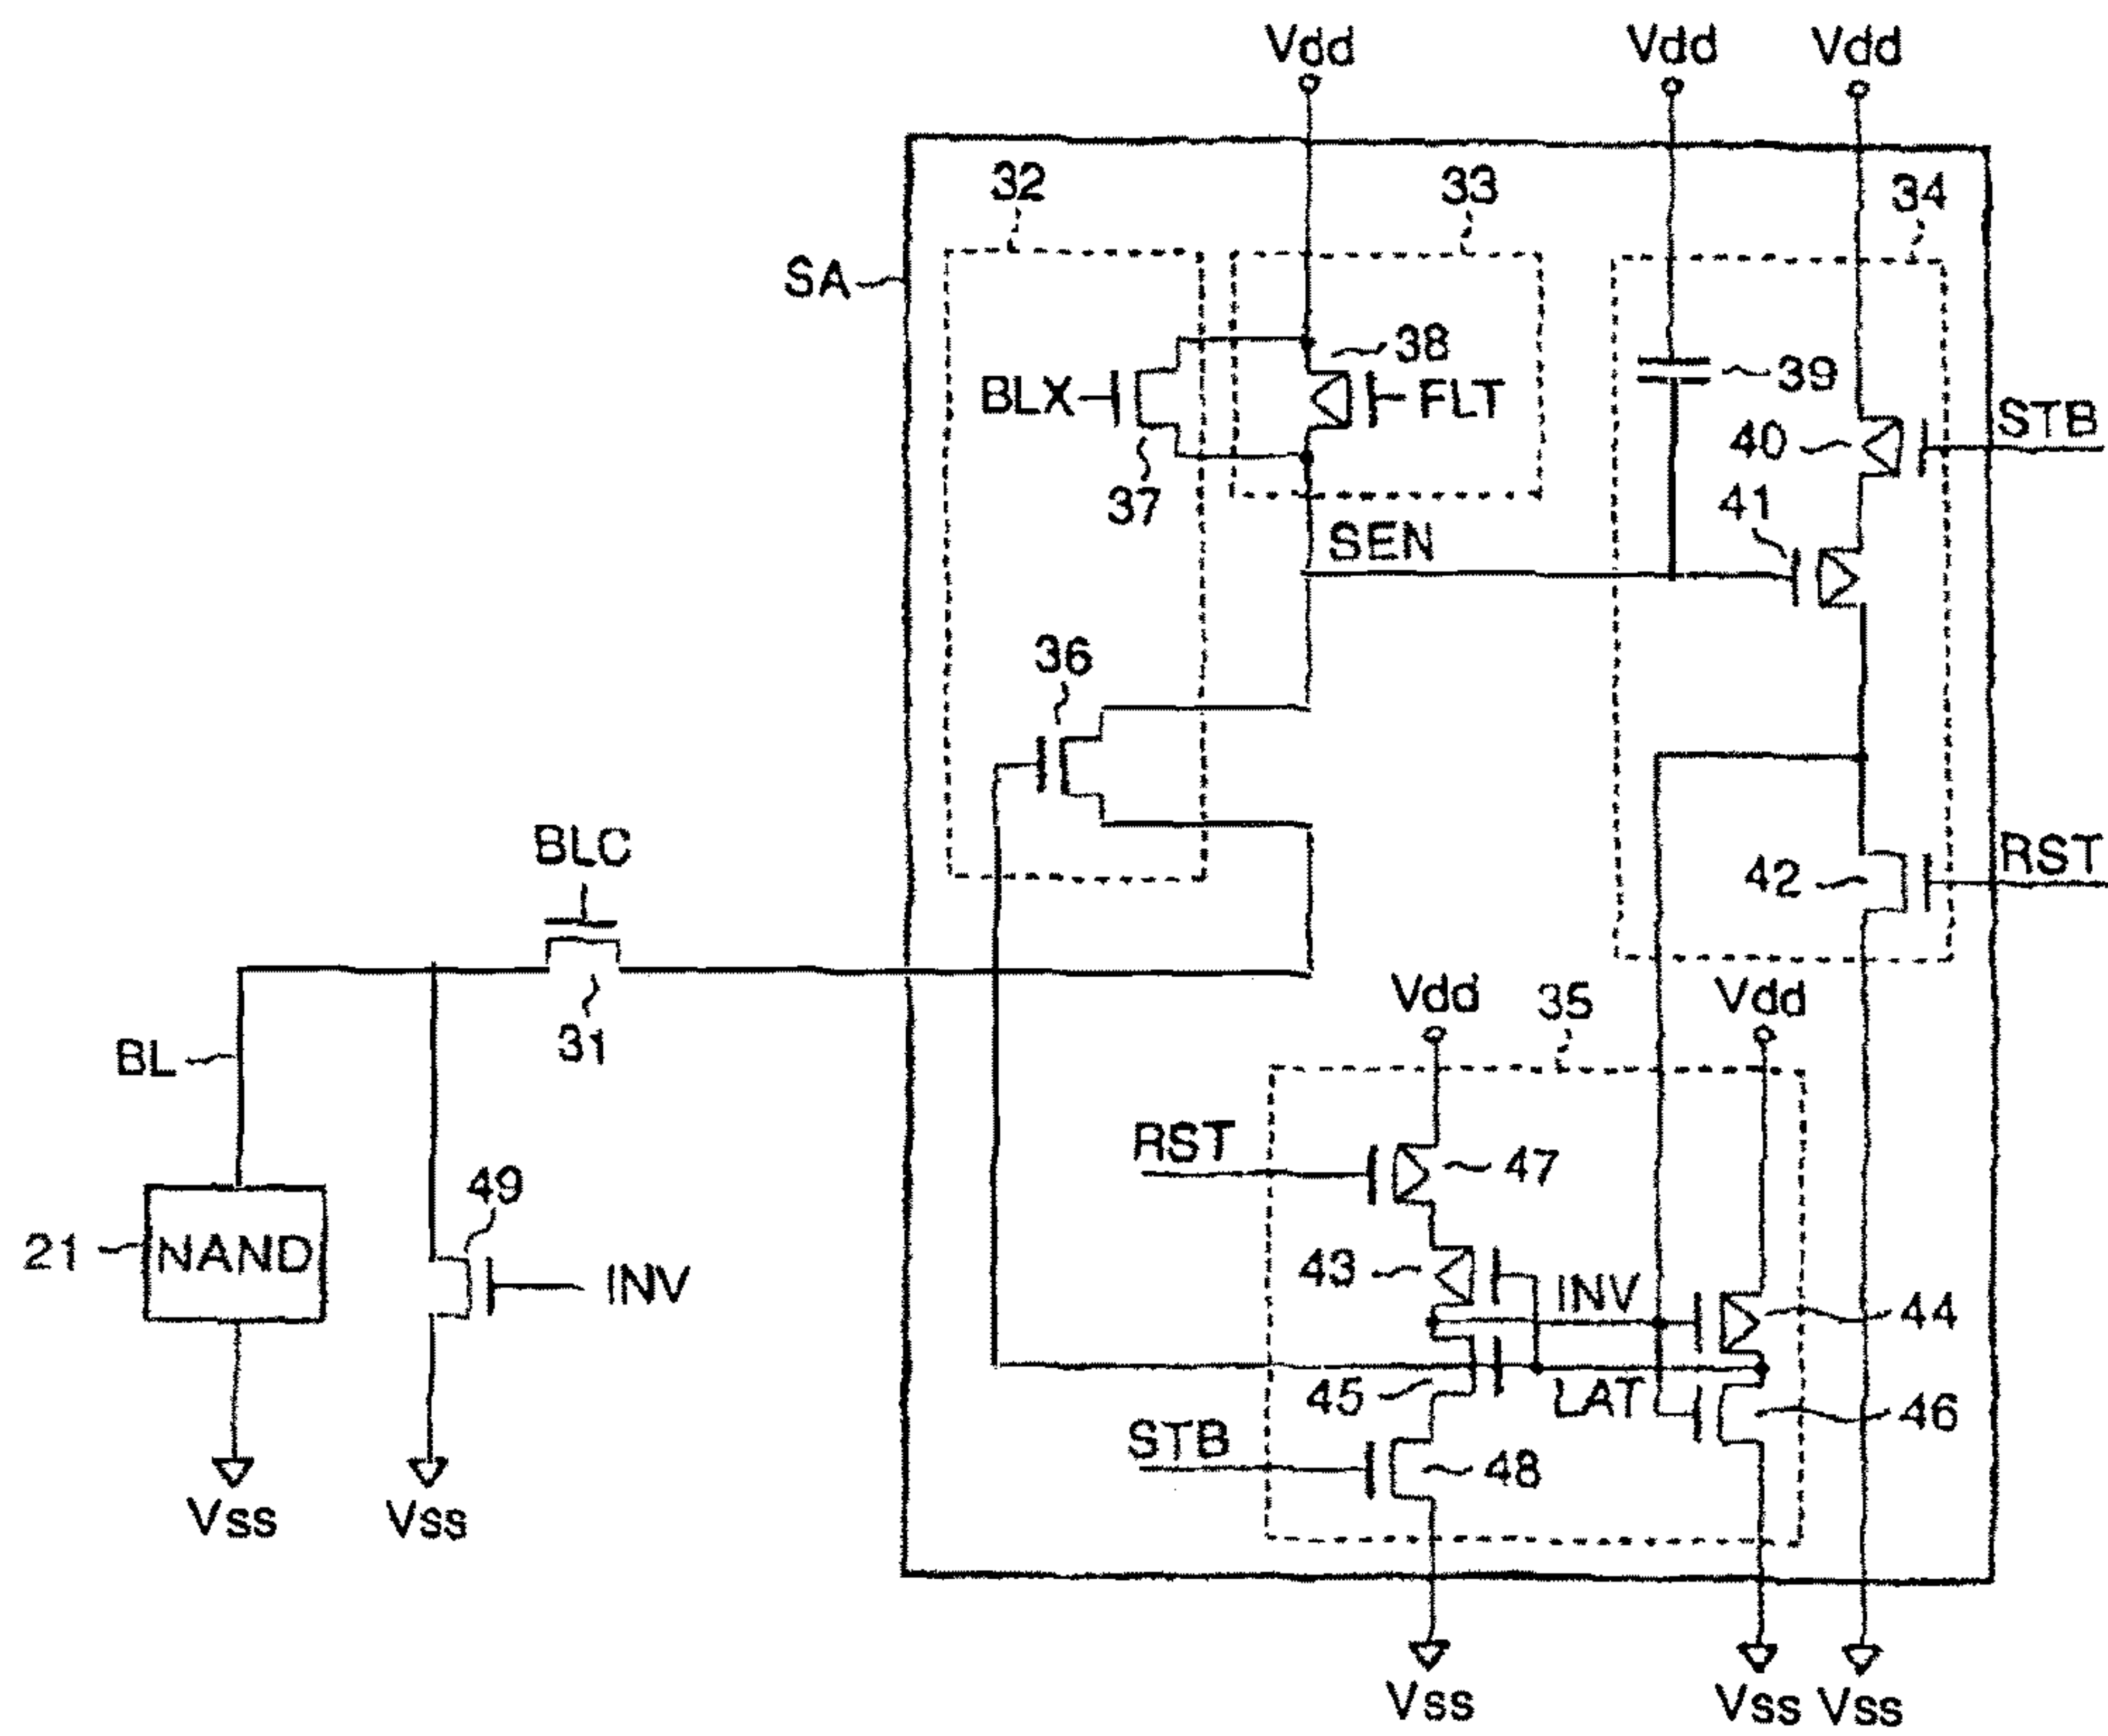 Vdd Vdd Vdd
32 33 34
SA
38
BLX FLT 39
40 STB
37 41
SEN
36
BLC
42 RST
31 Vdd 35 Vdd
BL
RST 47
49
21 NAND 43 INV 44
INV
45 LAT 46
STB 48
Vss Vss
Vss Vss Vss